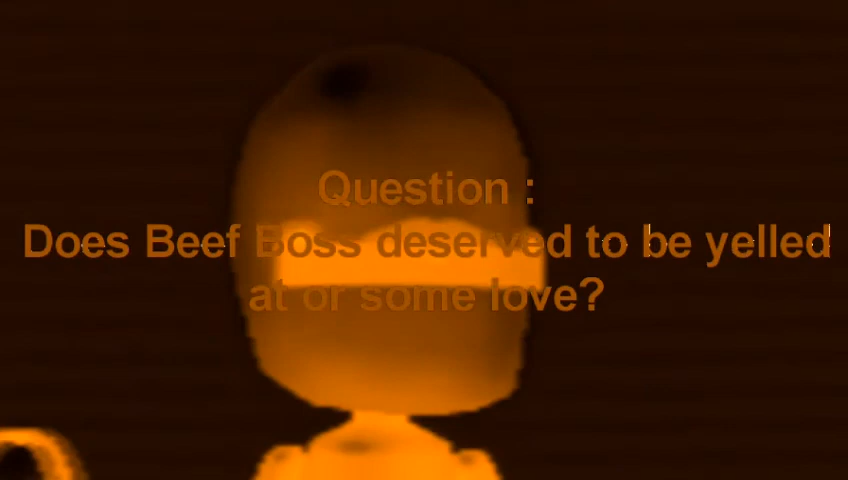 Question :
Does Beef Boss deserved to be yelled
at or some love?